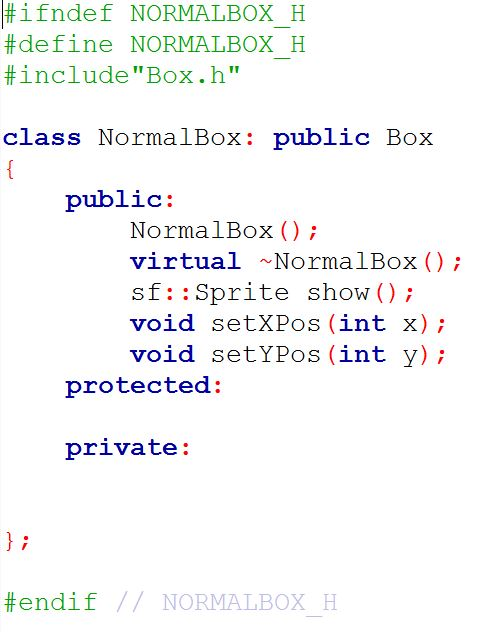 #ifndef NORMALBOX_H
#define NORMALBOX_H
#include"Box.h"
class NormalBox: public Box
{
public:
NormalBox();
virtual ~NormalBox();
sf::Sprite show();
void setXPos(int x);
void setYPos(int y);
protected:
private:
};
#endif // NORMALBOX_H